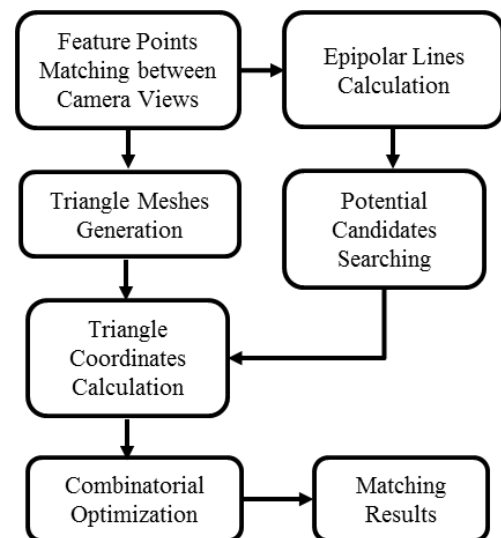 Feature Points
Matching between
Camera Views
Epipolar Lines
Calculation
Triangle Meshes
Generation
Potential
Candidates
Searching
Triangle
Coordinates
Calculation
Combinatorial
Optimization
Matching
Results